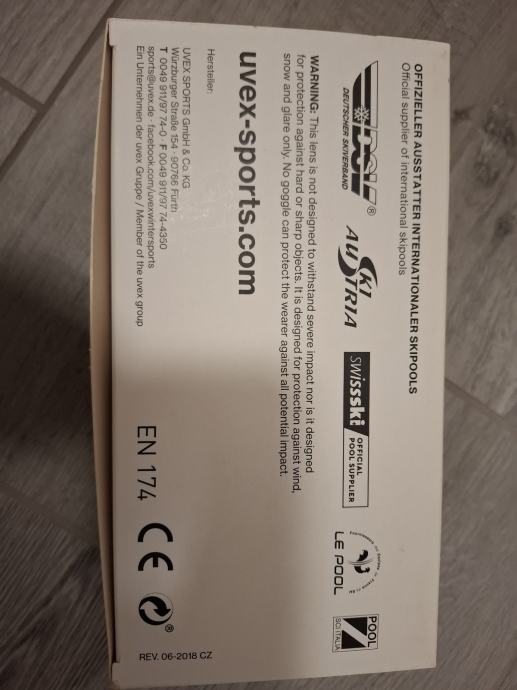 OFFIZIELLER AUSSTATTER INTERNATIONALER SKIPOOLS
Official supplier of international skipools
DSV®
DEUTSCHER SKIVERBAND
SKI
AUSTRIA
swissski
OFFICIAL
POOL SUPPLIER
LE POOL
POOL
SCI ITALIA
WARNING: This lens is not designed to withstand severe impact nor is it designed
for protection against hard or sharp objects. It is designed for protection against wind,
snow and glare only. No goggle can protect the wearer against all potential impact.
uvex-sports.com
Hersteller:
UVEX SPORTS GmbH & Co. KG
Würzburger Straße 154 · 90766 Fürth
T 0049 911/97 74-0 · F 0049 911/97 74-4350
sports@uvex.de · facebook.com/uvexwintersports
Ein Unternehmen der uvex Gruppe / Member of the uvex group
EN 174
CE
®
REV. 06-2018 CZ